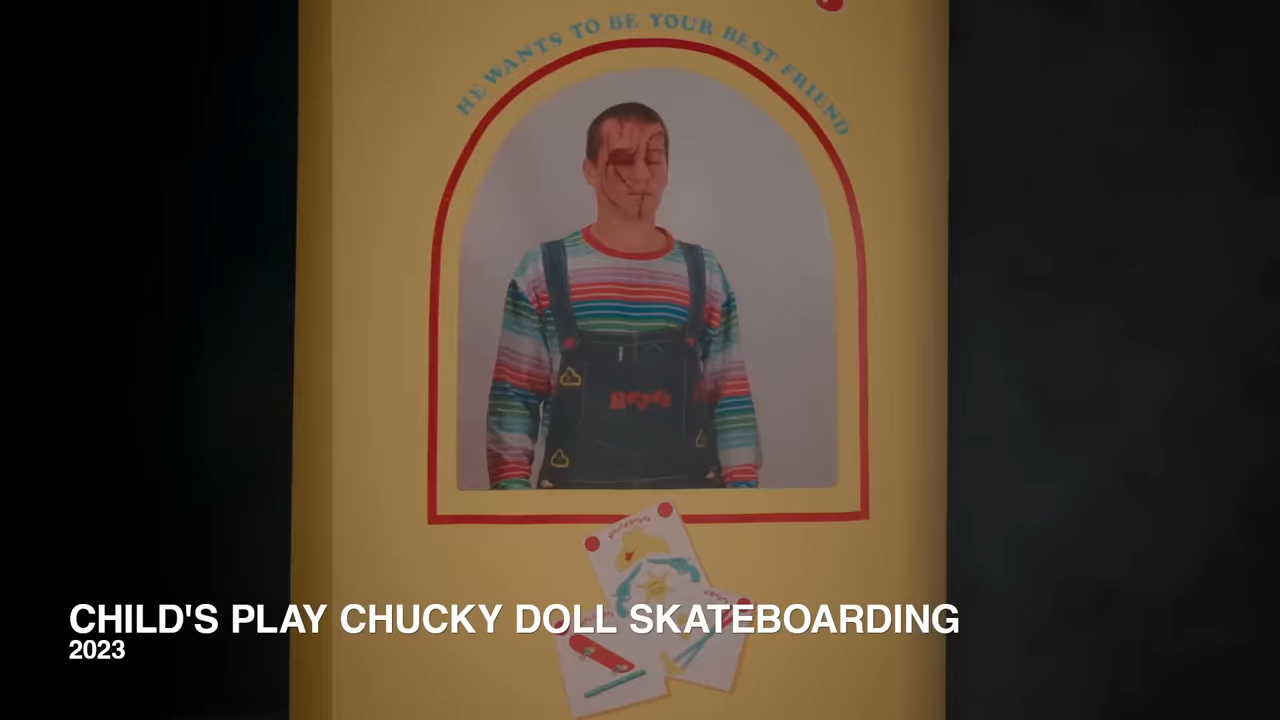 HE WANTS TO BE YOUR BEST FRIEND
CHILD'S PLAY CHUCKY DOLL SKATEBOARDING
2023